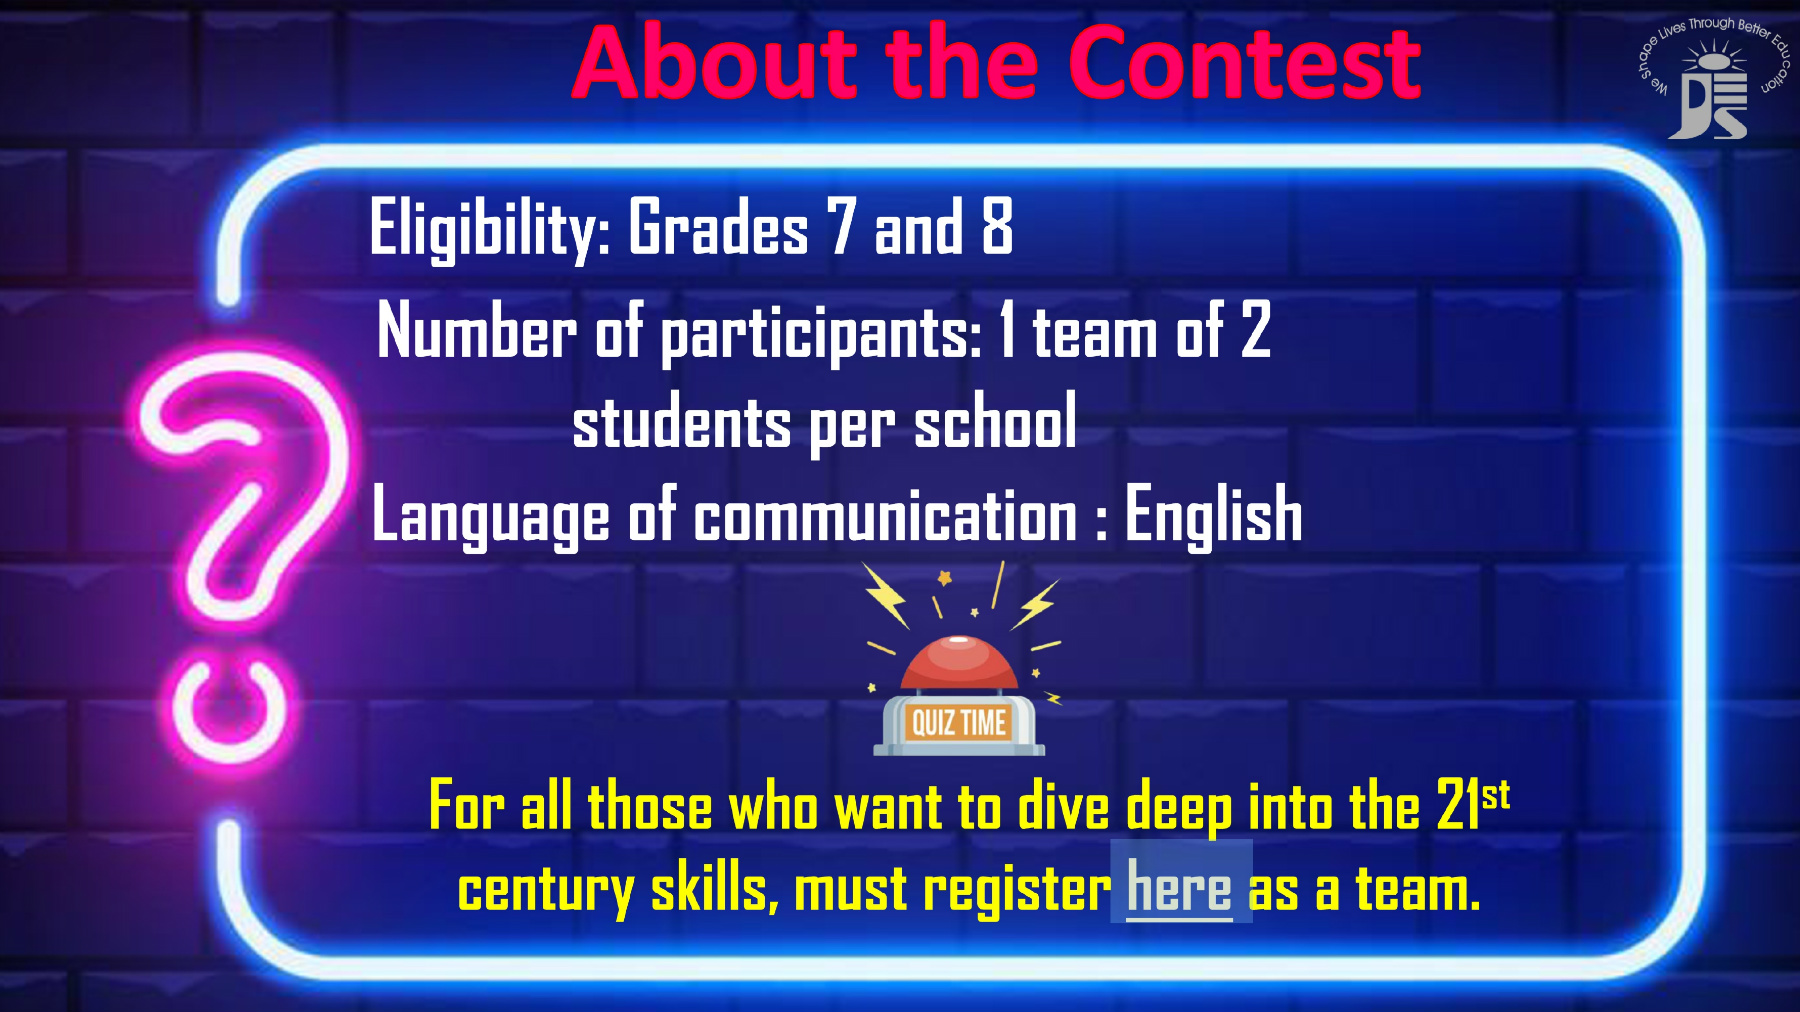 About the Contest
We Shape Lives Through Better Education
Eligibility: Grades 7 and 8
Number of participants: 1 team of 2
students per school
Language of communication : English
QUIZ TIME
For all those who want to dive deep into the 21st
century skills, must register here as a team.